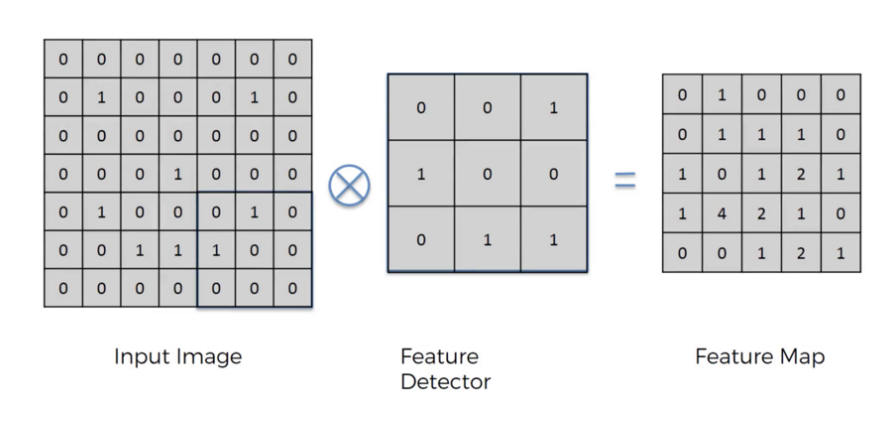 0 0 0 0 0 0 0
0 1 0 0 0 1 0
0 0 0 0 0 0 0
0 0 0 1 0 0 0
0 1 0 0 0 1 0
0 0 1 1 1 0 0
0 0 0 0 0 0 0
0 0 1
1 0 0
0 1 1
=
0 1 0 0 0
0 1 1 1 0
1 0 1 2 1
1 4 2 1 0
0 0 1 2 1
Input Image
Feature
Detector
Feature Map